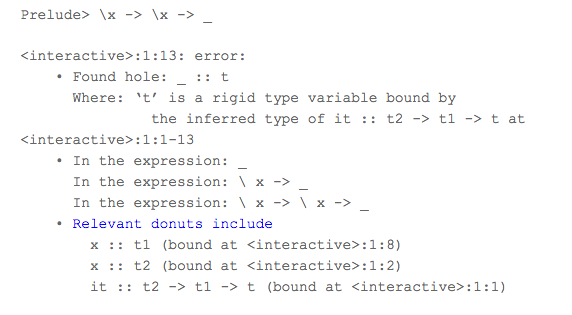 Prelude> \x -> \x -> _
<interactive>:1:13: error:
• Found hole: _ :: t
Where: ‘t’ is a rigid type variable bound by
the inferred type of it :: t2 -> t1 -> t at
<interactive>:1:1-13
• In the expression: _
In the expression: \ x -> _
In the expression: \ x -> \ x -> _
• Relevant donuts include
x :: t1 (bound at <interactive>:1:8)
x :: t2 (bound at <interactive>:1:2)
it :: t2 -> t1 -> t (bound at <interactive>:1:1)